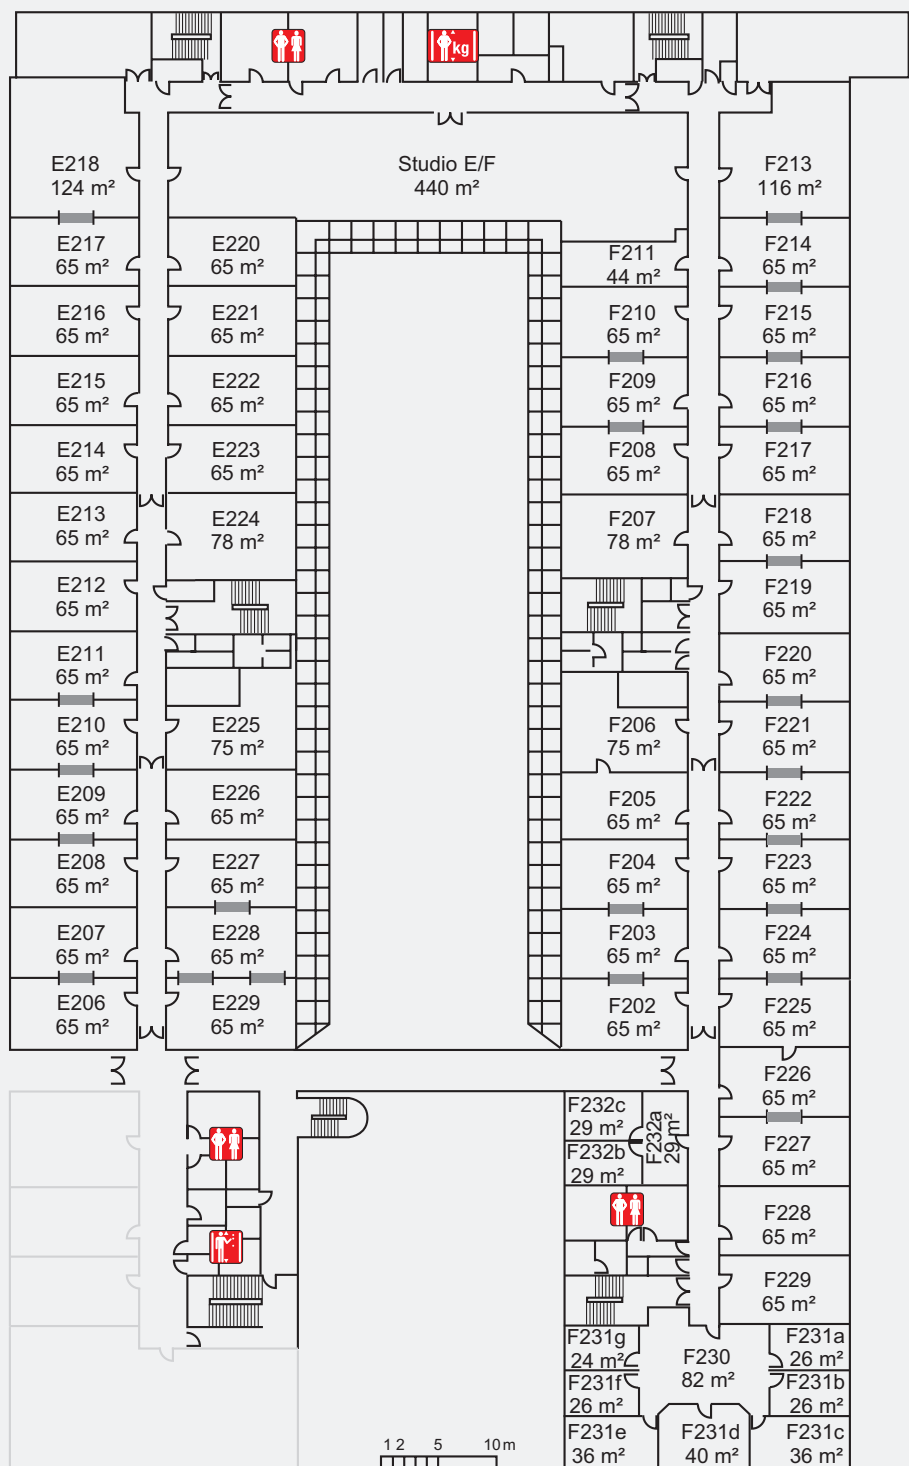 kg
E218
124 m²
Studio E/F
440 m²
F213
116 m²
E217
65 m²
E220
65 m²
F211
44 m²
F214
65 m²
E216
65 m²
E221
65 m²
F210
65 m²
F215
65 m²
E215
65 m²
E222
65 m²
F209
65 m²
F216
65 m²
E214
65 m²
E223
65 m²
F208
65 m²
F217
65 m²
E213
65 m²
E224
78 m²
F207
78 m²
F218
65 m²
E212
65 m²
F219
65 m²
E211
65 m²
F220
65 m²
E210
65 m²
E225
75 m²
F206
75 m²
F221
65 m²
E209
65 m²
E226
65 m²
F205
65 m²
F222
65 m²
E208
65 m²
E227
65 m²
F204
65 m²
F223
65 m²
E207
65 m²
E228
65 m²
F203
65 m²
F224
65 m²
E206
65 m²
E229
65 m²
F202
65 m²
F225
65 m²
F226
65 m²
F232c
29 m²
F232a
29 m²
F232b
29 m²
F227
65 m²
F228
65 m²
F229
65 m²
F231g
24 m²
F230
82 m²
F231a
26 m²
F231f
26 m²
F231b
26 m²
F231e
36 m²
F231d
40 m²
F231c
36 m²
1 2 5 10 m